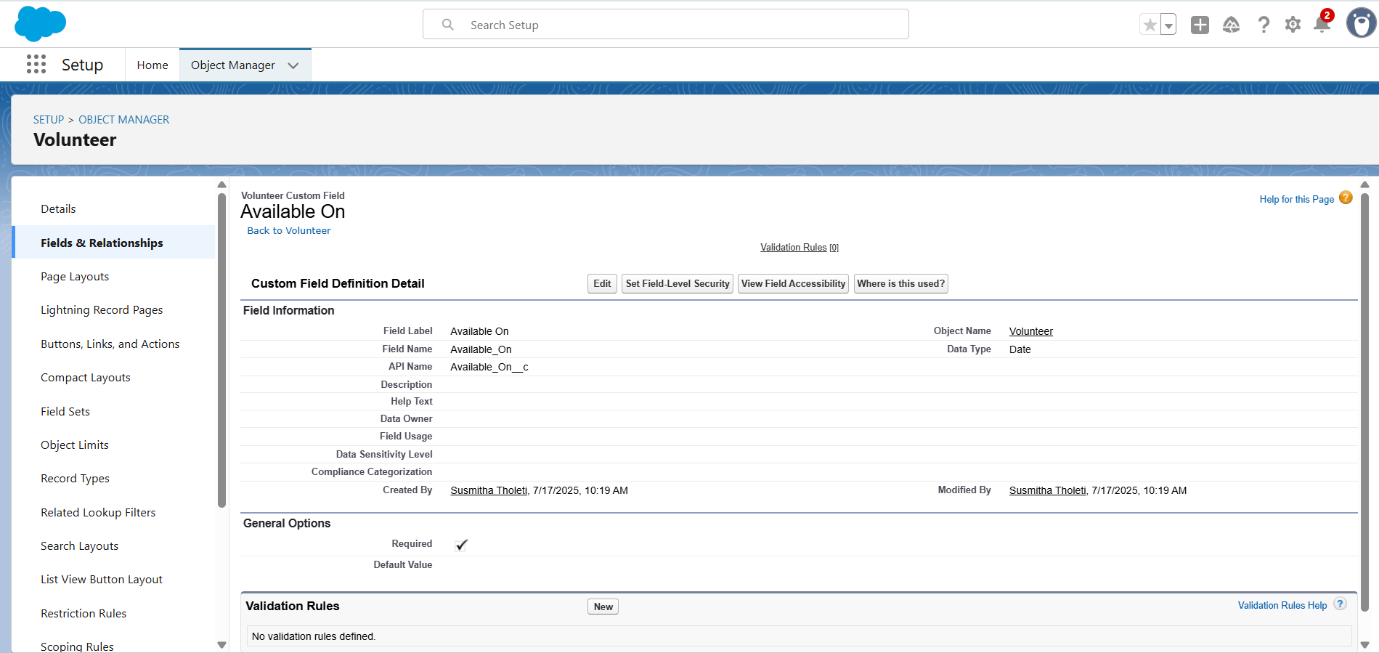 Search Setup
2
Setup
Home
Object Manager
SETUP > OBJECT MANAGER
Volunteer
Details
Fields & Relationships
Page Layouts
Lightning Record Pages
Buttons, Links, and Actions
Compact Layouts
Field Sets
Object Limits
Record Types
Related Lookup Filters
Search Layouts
List View Button Layout
Restriction Rules
Scoping Rules
Volunteer Custom Field
Available On
Back to Volunteer
Help for this Page ?
Validation Rules [0]
Custom Field Definition Detail Edit Set Field-Level Security View Field Accessibility Where is this used?
Field Information
Field Label Available On Object Name Volunteer
Field Name Available_On Data Type Date
API Name Available_On__c
Description
Help Text
Data Owner
Field Usage
Data Sensitivity Level
Compliance Categorization
Created By Susmitha Tholeti, 7/17/2025, 10:19 AM Modified By Susmitha Tholeti, 7/17/2025, 10:19 AM
General Options
Required
Default Value
Validation Rules New Validation Rules Help ?
No validation rules defined.